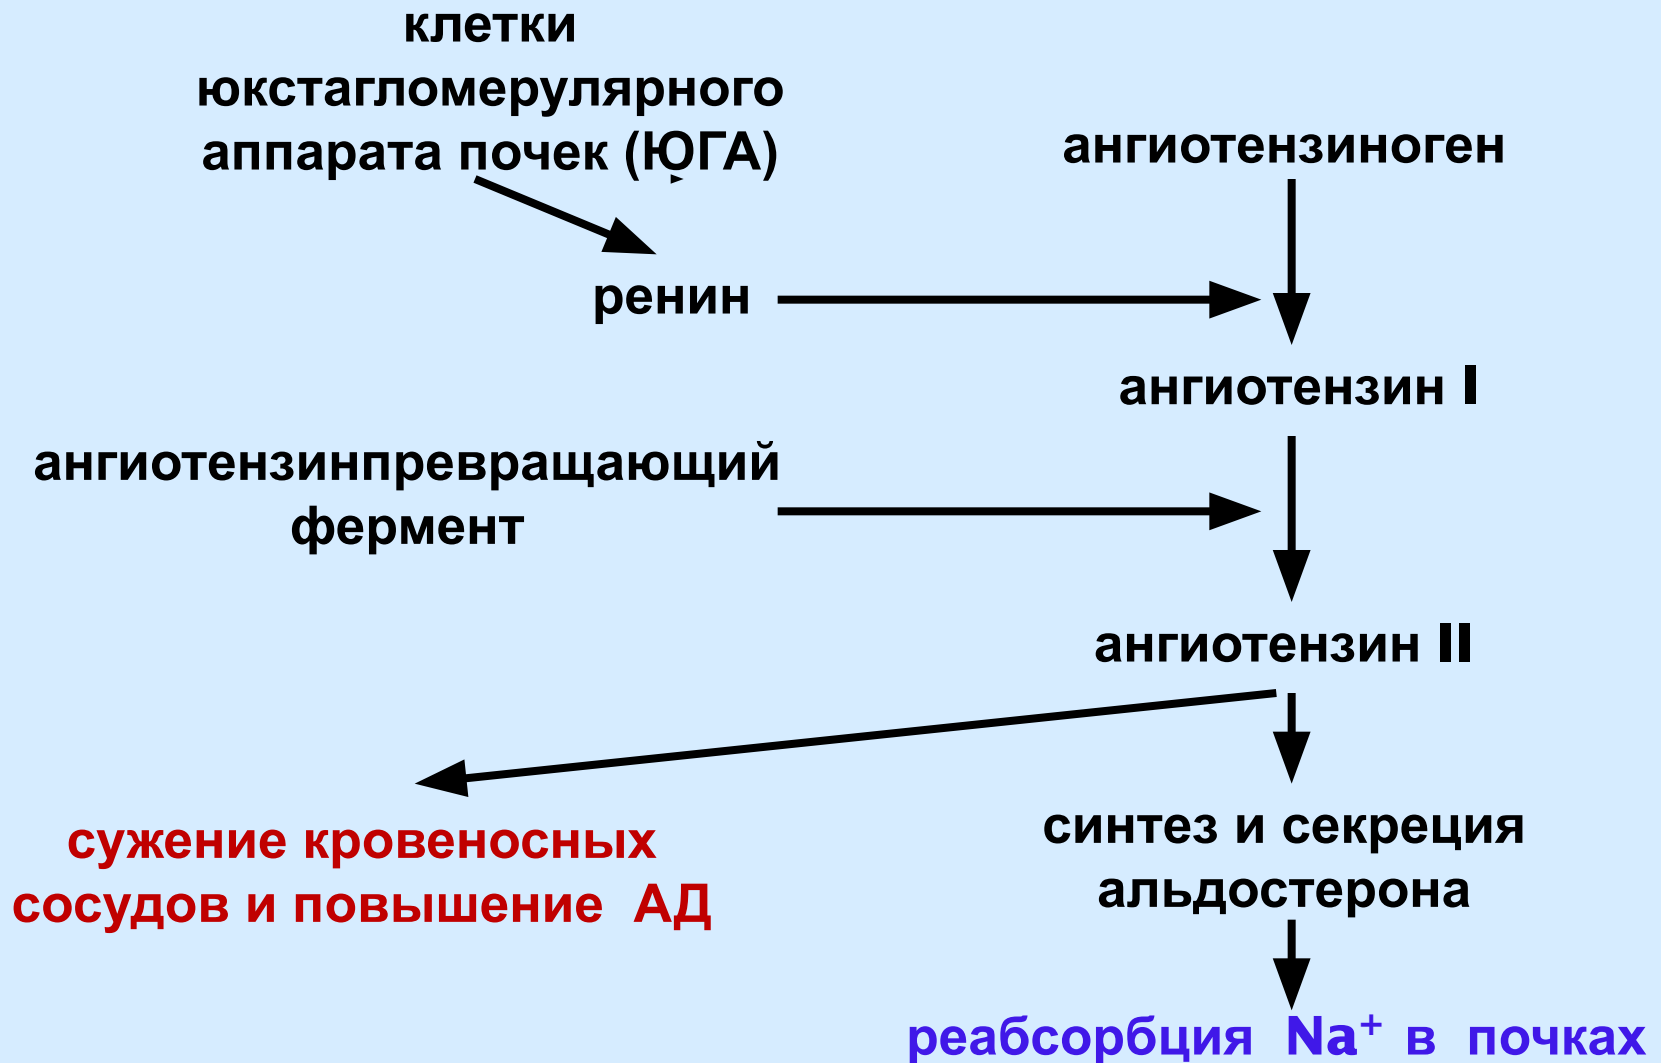 клетки
юкстагломерулярного
аппарата почек (ЮГА)
ангиотензиноген
ренин
ангиотензин I
ангиотензинпревращающий
фермент
ангиотензин II
сужение кровеносных
сосудов и повышение АД
синтез и секреция
альдостерона
реабсорбция Na⁺ в почках